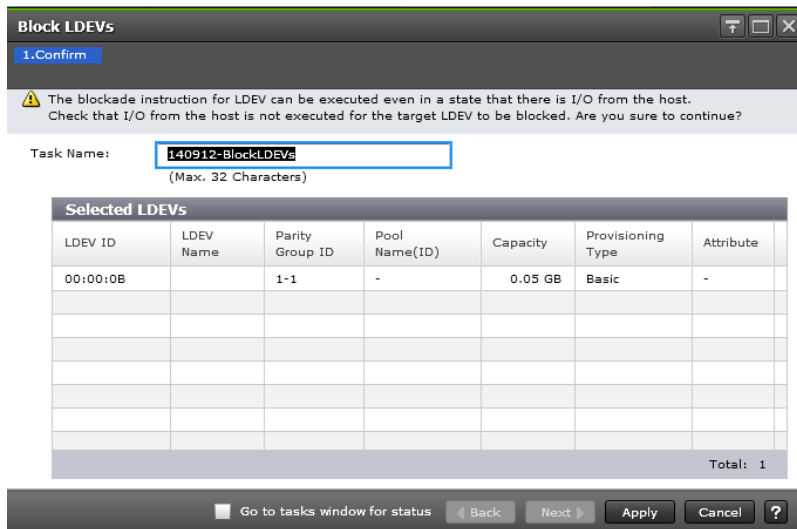 Block LDEVs
1.Confirm
The blockade instruction for LDEV can be executed even in a state that there is I/O from the host.
Check that I/O from the host is not executed for the target LDEV to be blocked. Are you sure to continue?
Task Name: 140912-BlockLDEVs
(Max. 32 Characters)
Selected LDEVs
LDEV ID LDEV Name Parity Group ID Pool Name(ID) Capacity Provisioning Type Attribute
00:00:0B 1-1 - 0.05 GB Basic -
Total: 1
Go to tasks window for status Back Next Apply Cancel ?